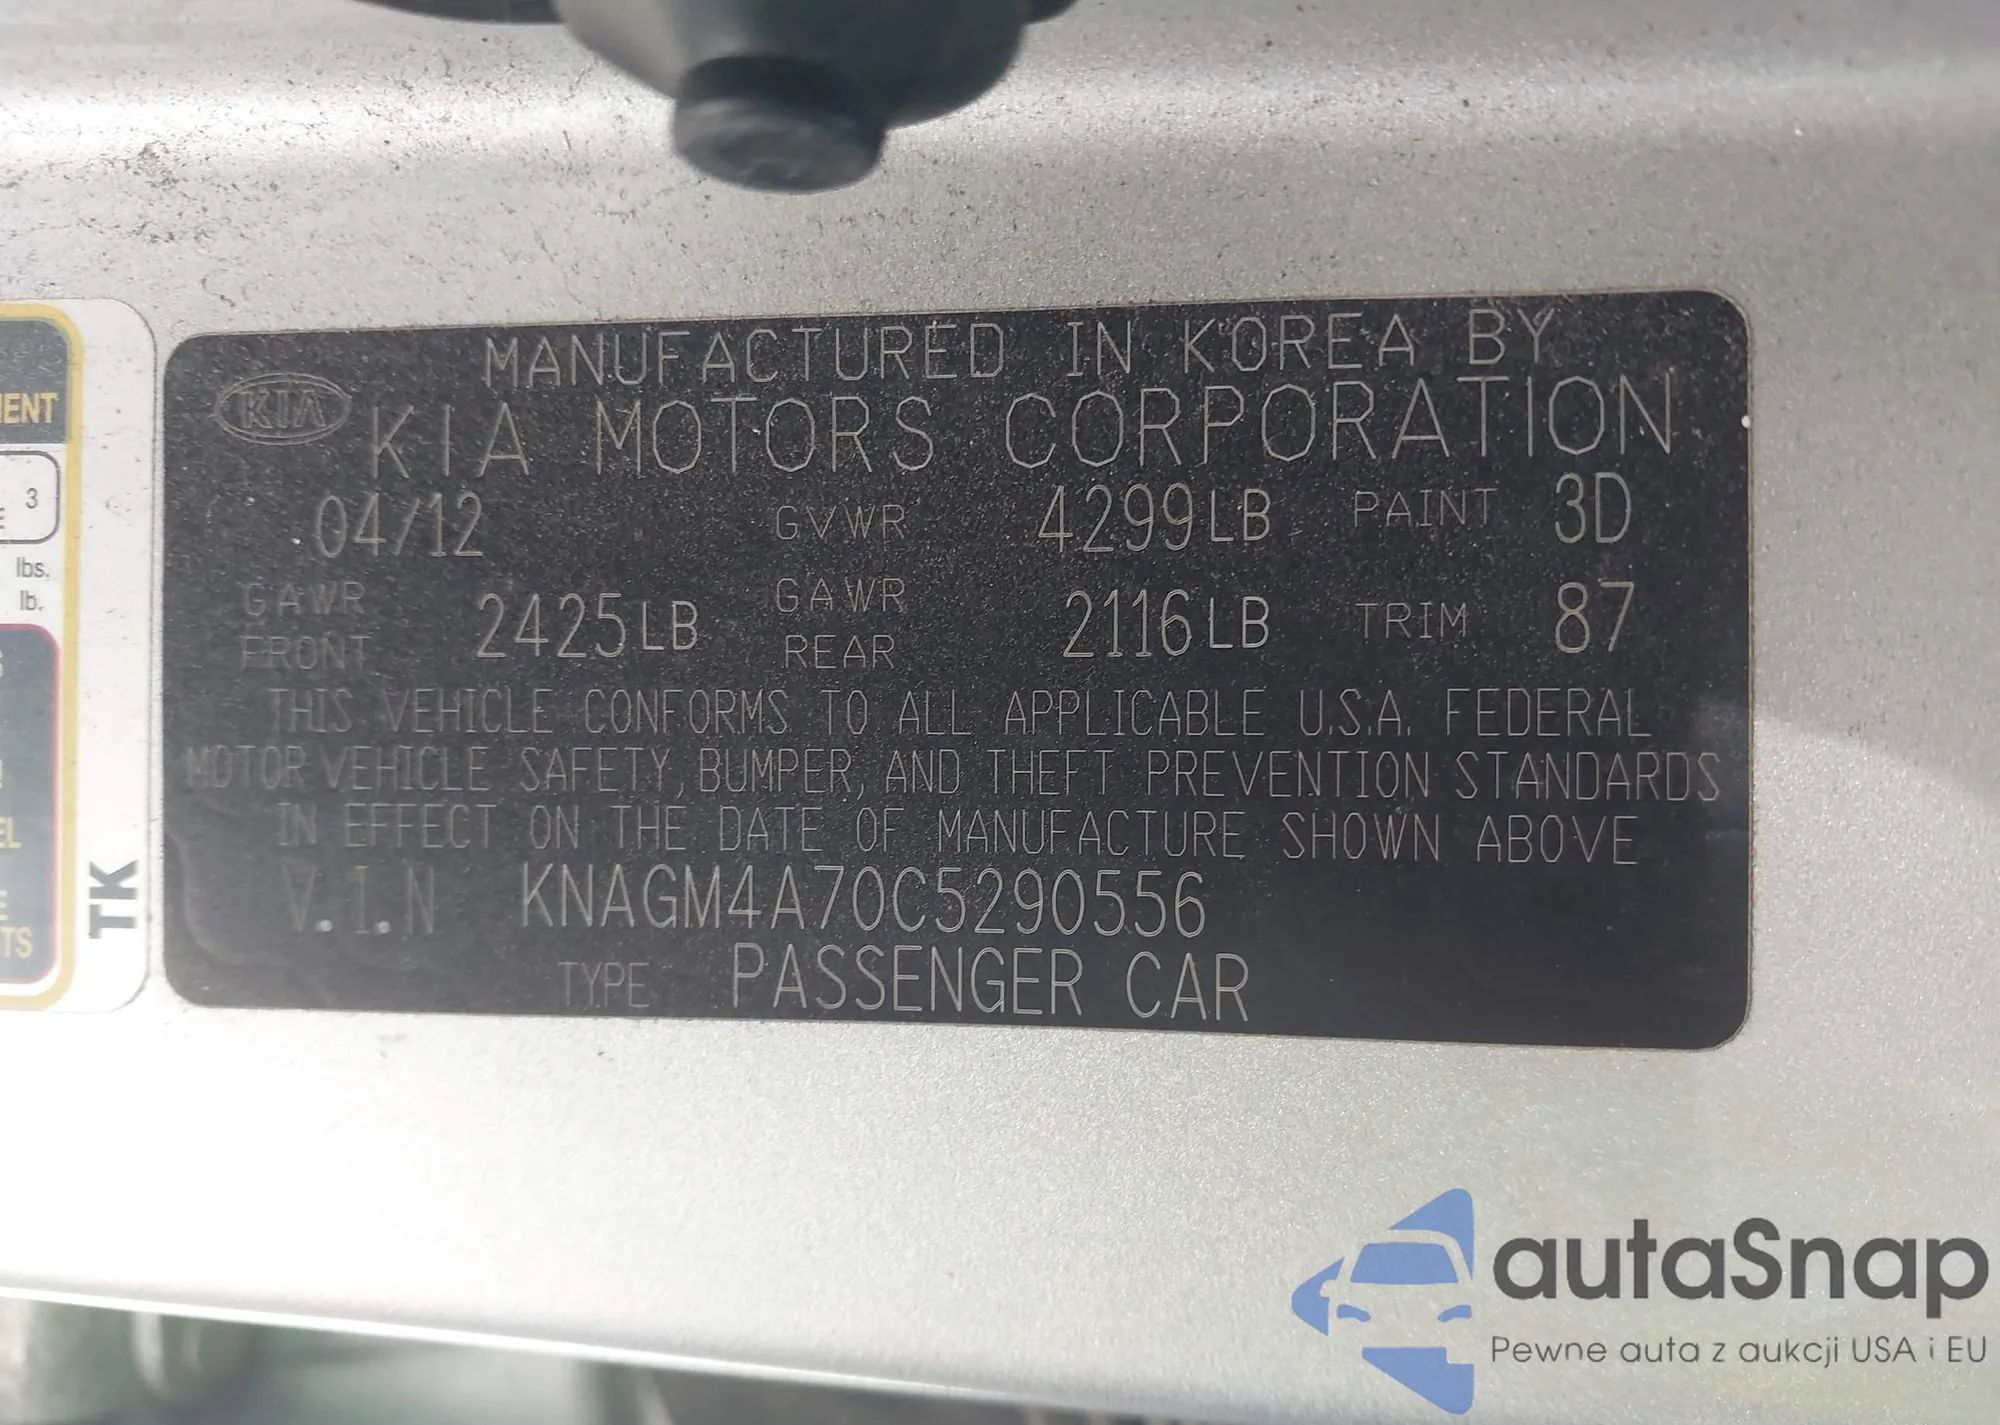 MANUFACTURED IN KOREA BY
KIA KIA MOTORS CORPORATION
04/12 GVWR 4299LB PAINT 3D
GAWR FRONT 2425LB GAWR REAR 2116LB TRIM 87
THIS VEHICLE CONFORMS TO ALL APPLICABLE U.S.A. FEDERAL
MOTOR VEHICLE SAFETY, BUMPER, AND THEFT PREVENTION STANDARDS
IN EFFECT ON THE DATE OF MANUFACTURE SHOWN ABOVE
V.I.N KNAGM4A70C5290556
TYPE PASSENGER CAR
3
lbs.
lb.
TK
autaSnap
Pewne auta z aukcji USA i EU